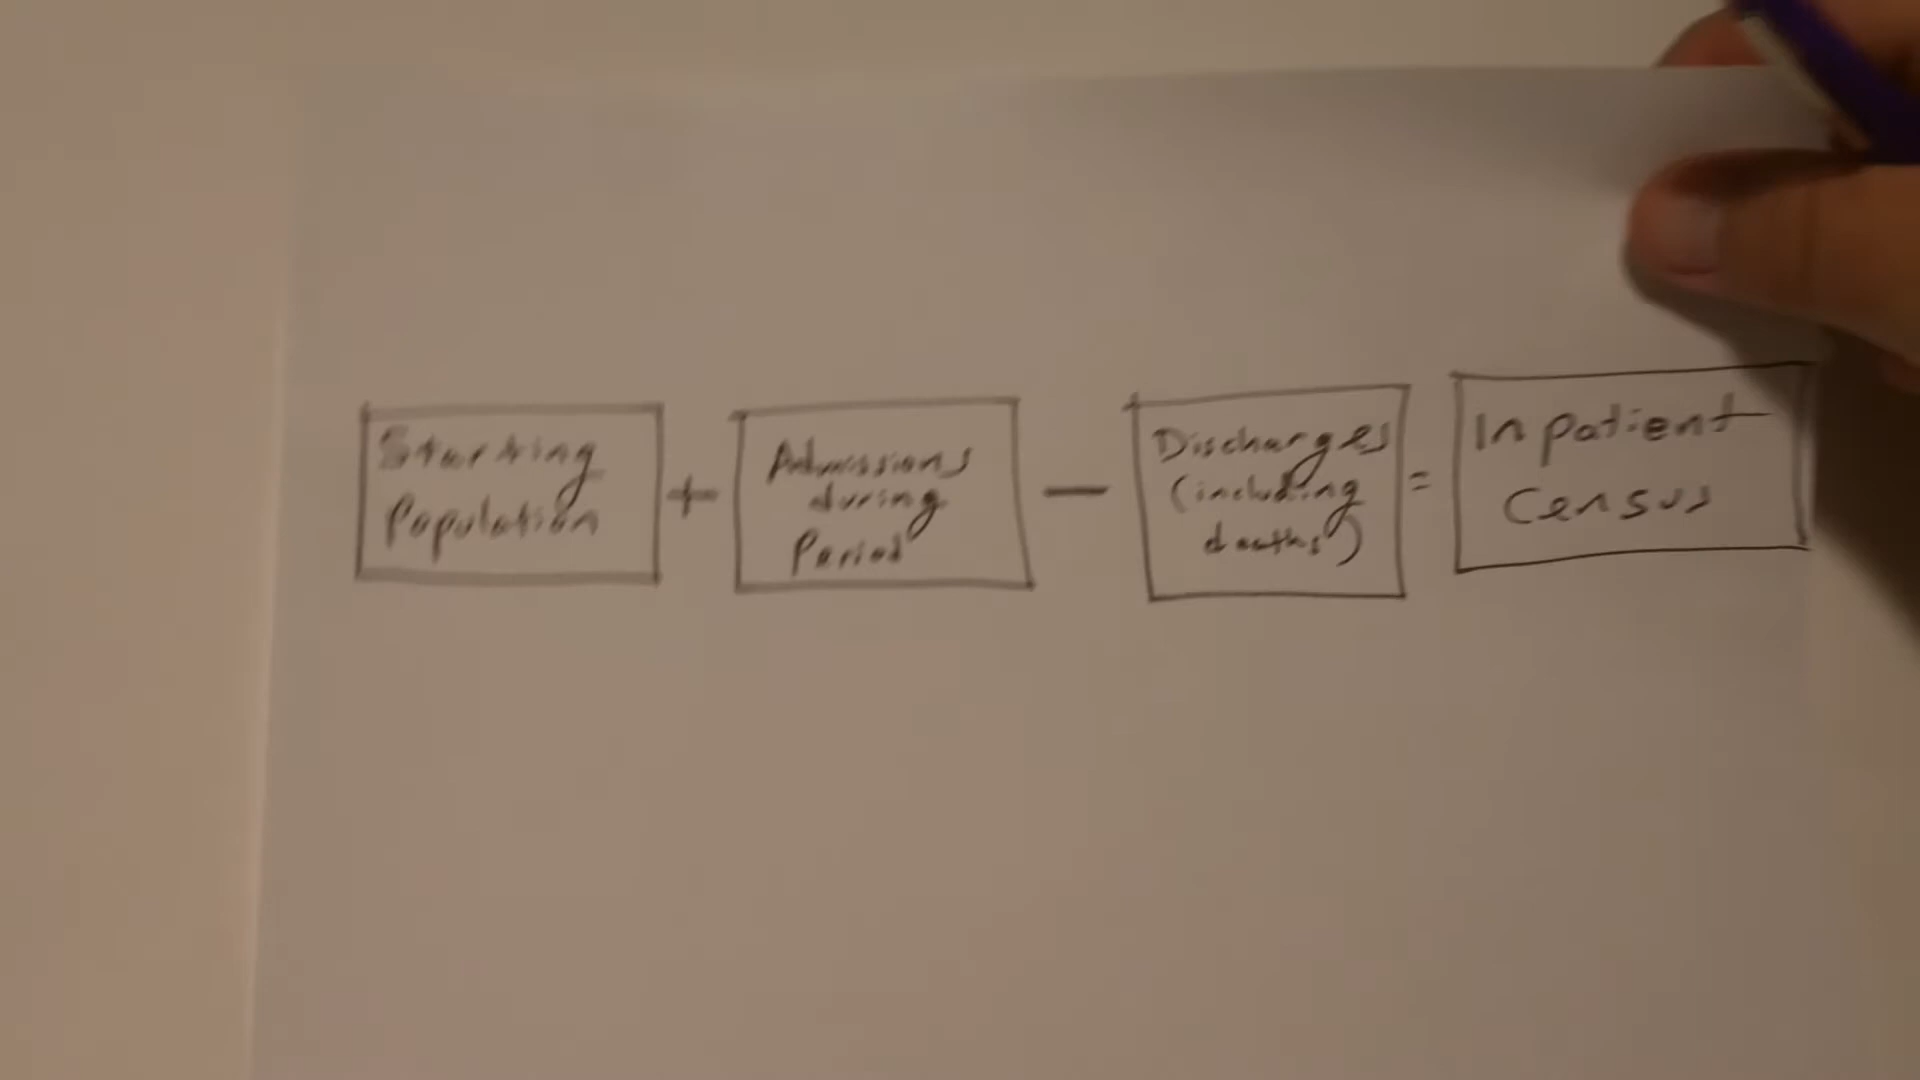 Starting
Population
+
Admissions
during
Period
—
Discharges
(including
deaths)
=
Inpatient
Census